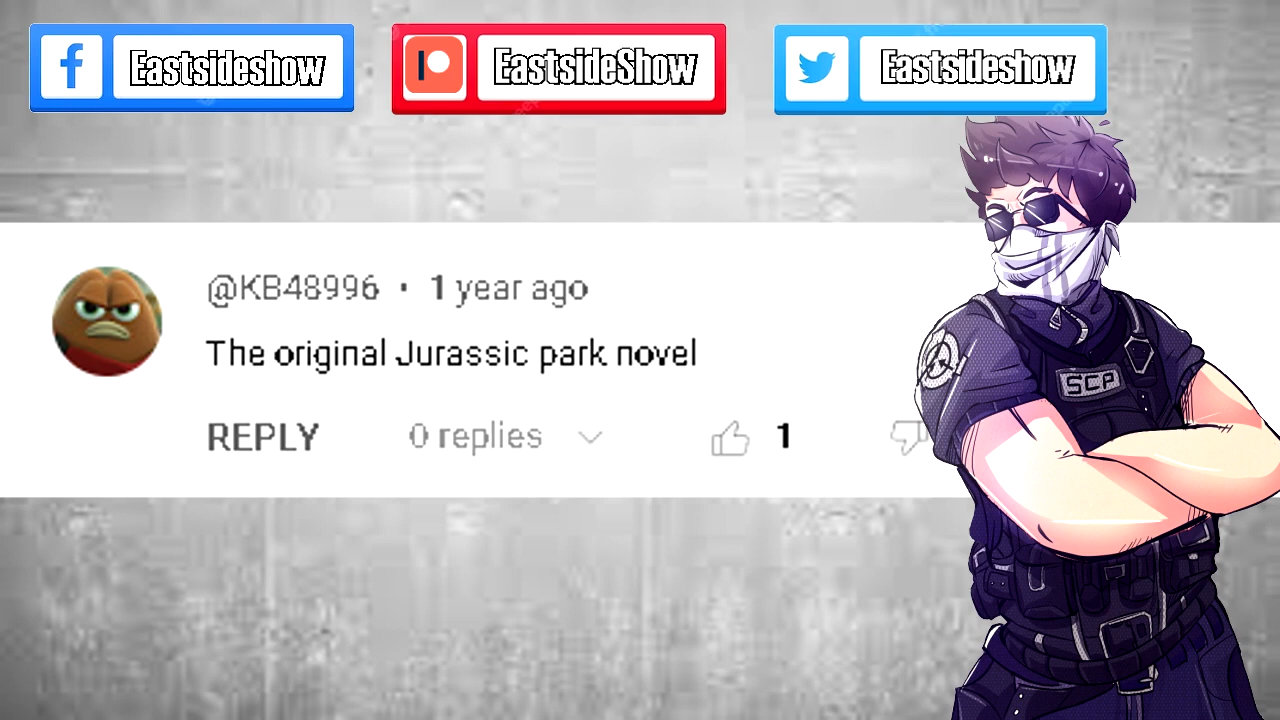 Eastsideshow
EastsideShow
Eastsideshow
@KB48996 · 1 year ago
The original Jurassic park novel
REPLY 0 replies 1
SCP